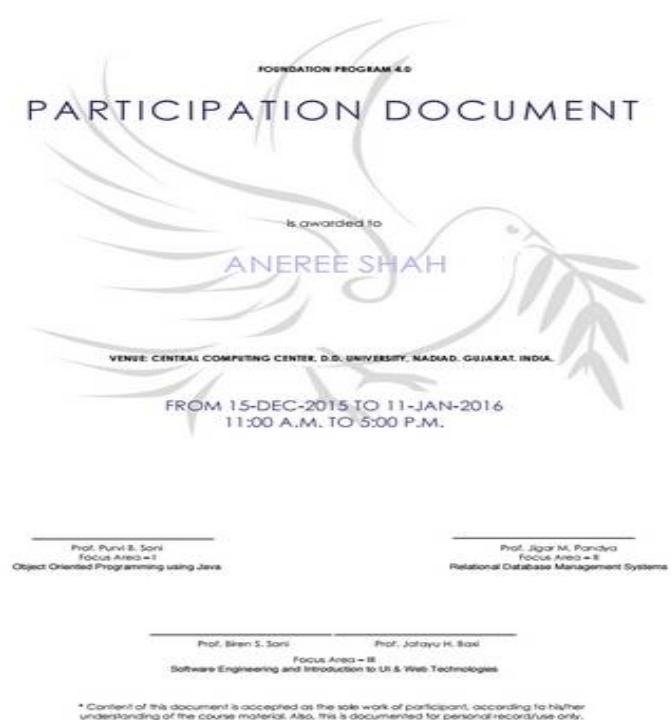 FOUNDATION PROGRAM 4.0
PARTICIPATION DOCUMENT
is awarded to
ANEREE SHAH
VENUE: CENTRAL COMPUTING CENTER, D.D. UNIVERSITY, NADIAD. GUJARAT. INDIA.
FROM 15-DEC-2015 TO 11-JAN-2016
11:00 A.M. TO 5:00 P.M.
Prof. Purvi B. Soni
Focus Area – I
Object Oriented Programming using Java
Prof. Jigar M. Pandya
Focus Area – II
Relational Database Management Systems
Prof. Biren S. Soni Prof. Jatayu H. Baxi
Focus Area – III
Software Engineering and Introduction to UI & Web Technologies
* Content of this document is accepted as the sole work of participant, according to his/her
understanding of the course material. Also, this is documented for personal record/use only.